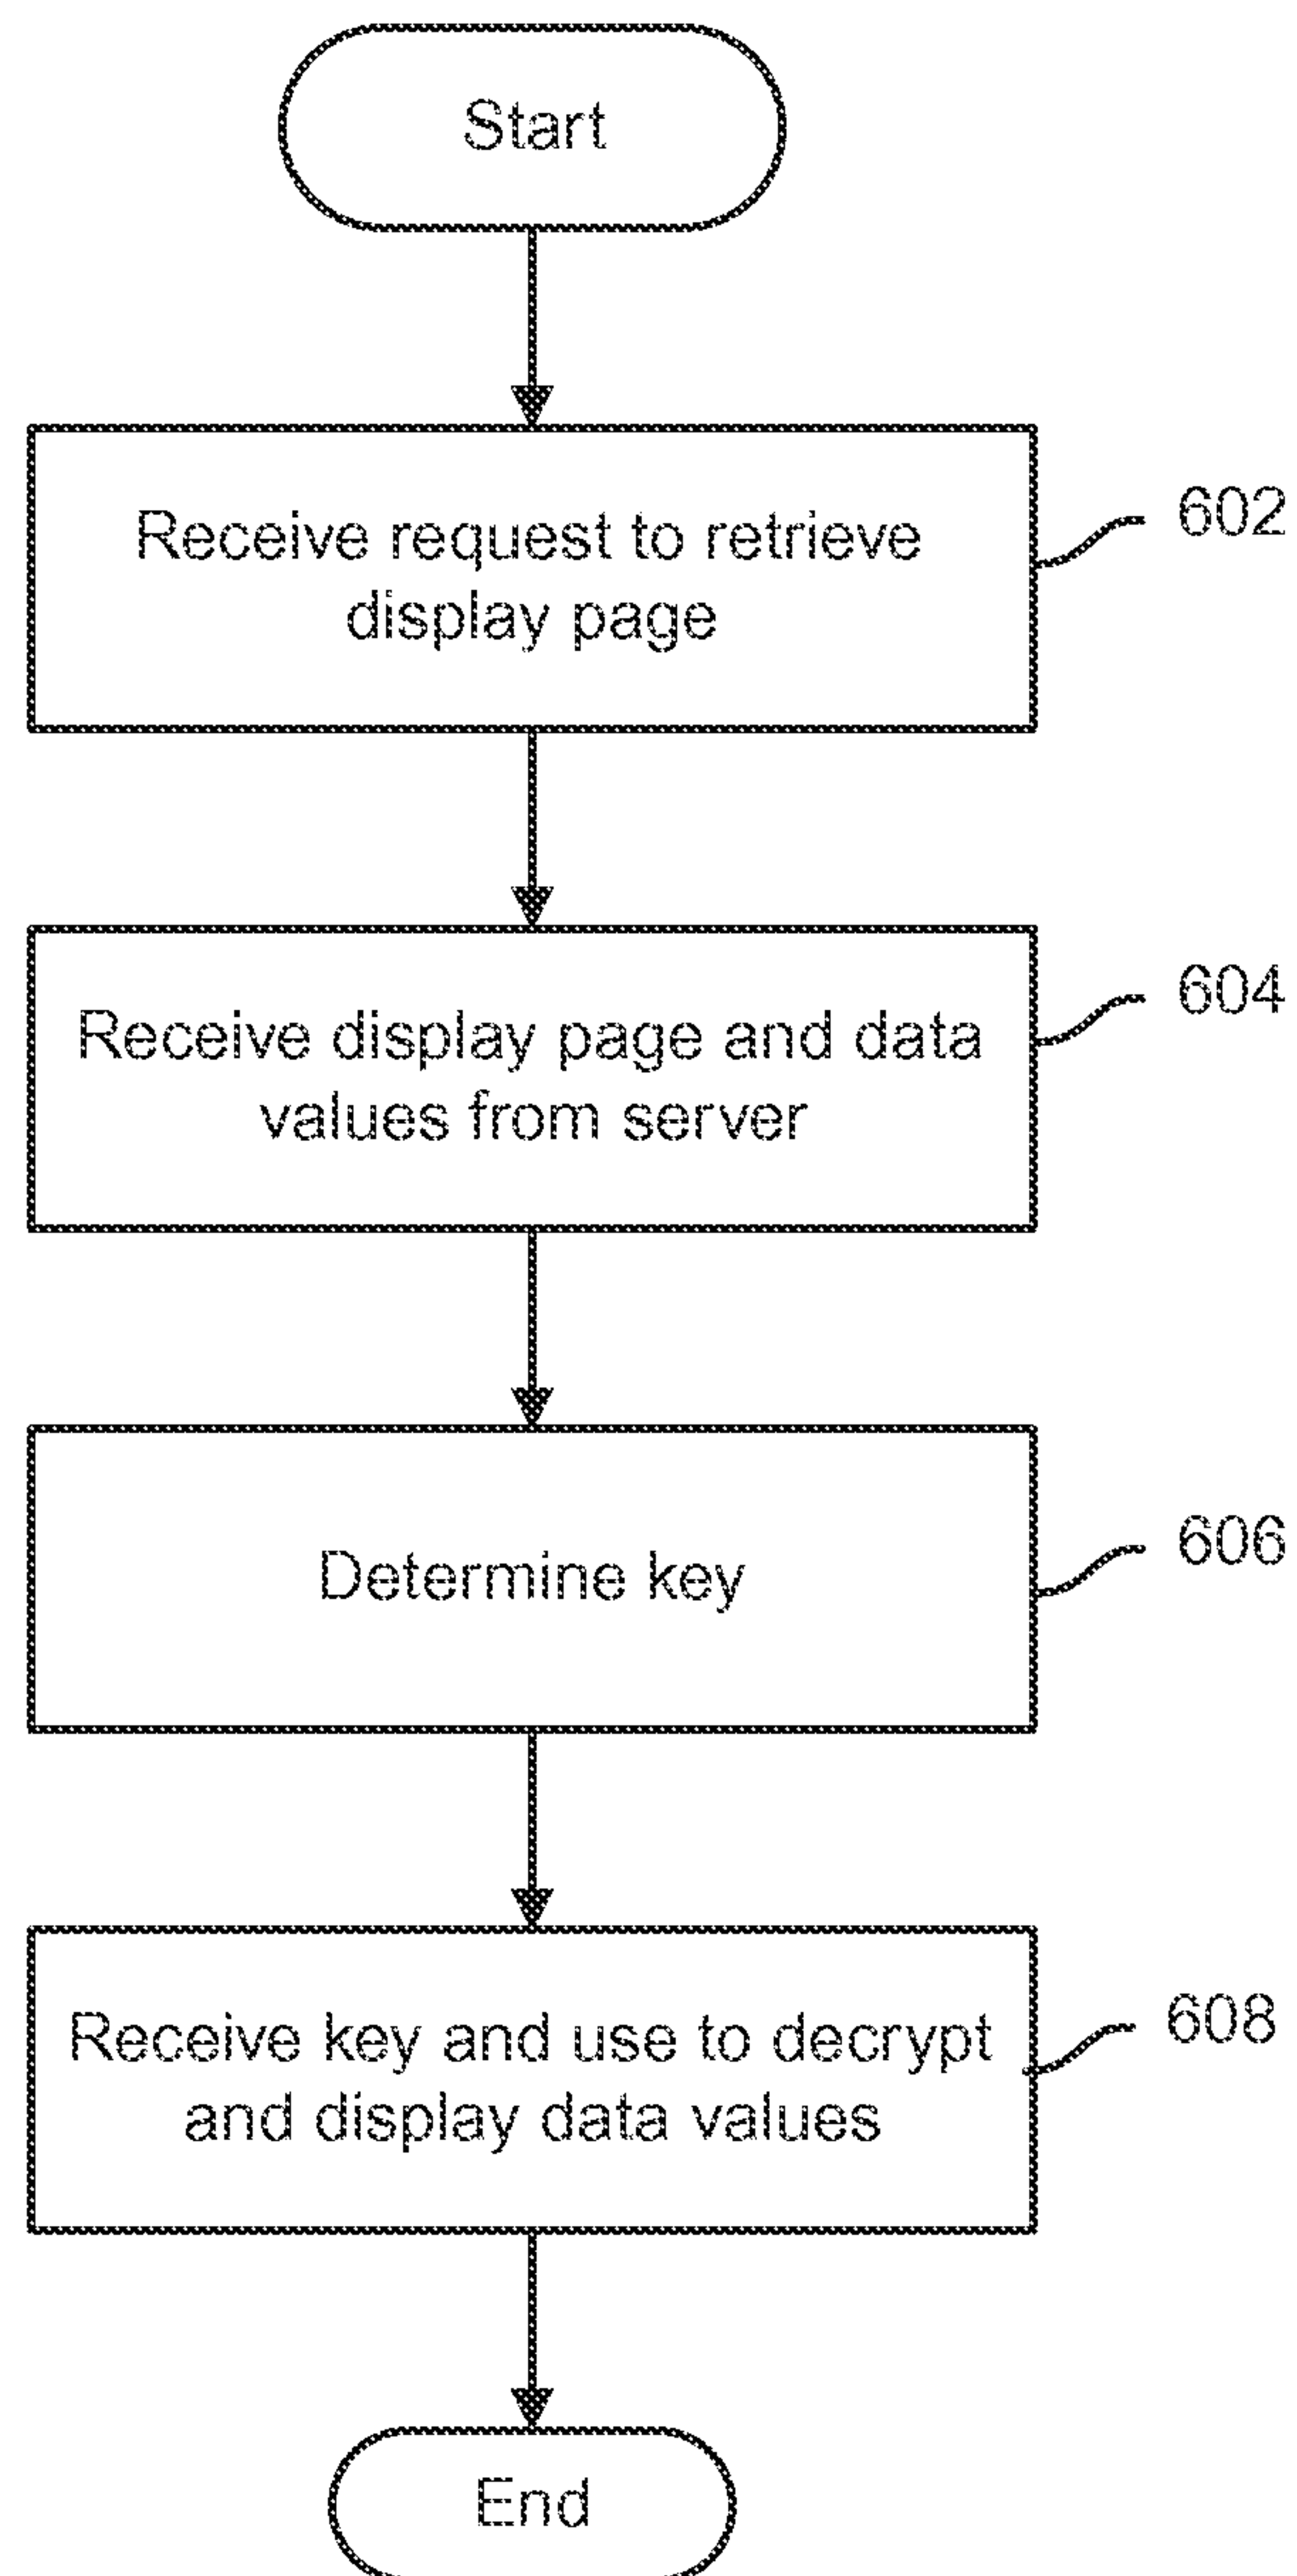 Start
Receive request to retrieve
display page
602
Receive display page and data
values from server
604
Determine key
606
Receive key and use to decrypt
and display data values
608
End